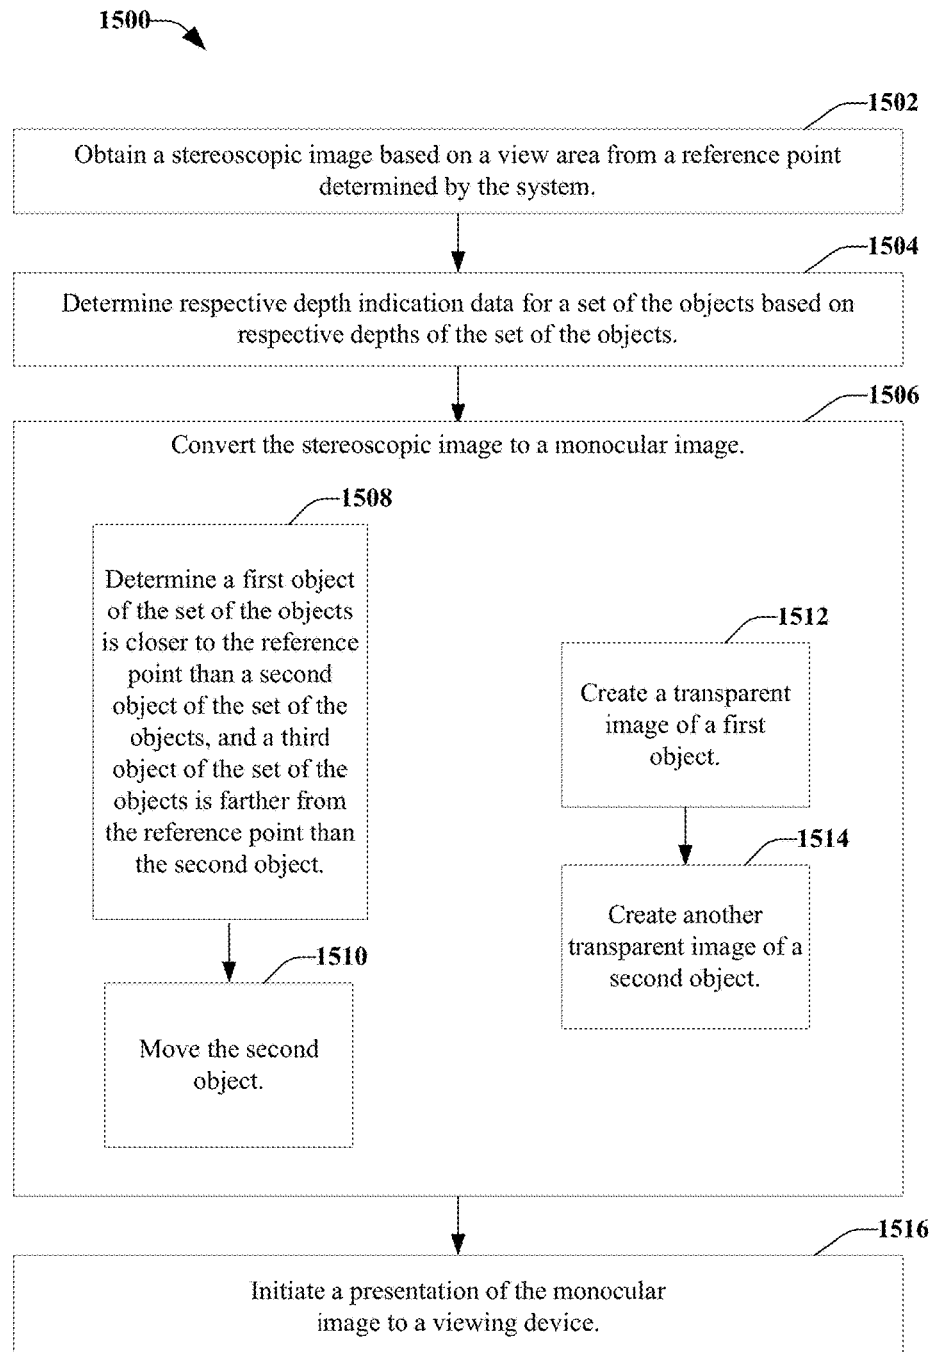 1500
1502
Obtain a stereoscopic image based on a view area from a reference point
determined by the system.
1504
Determine respective depth indication data for a set of the objects based on
respective depths of the set of the objects.
1506
Convert the stereoscopic image to a monocular image.
1508
Determine a first object
of the set of the objects
is closer to the reference
point than a second
object of the set of the
objects, and a third
object of the set of the
objects is farther from
the reference point than
the second object.
1510
Move the second
object.
1512
Create a transparent
image of a first
object.
1514
Create another
transparent image of a
second object.
1516
Initiate a presentation of the monocular
image to a viewing device.